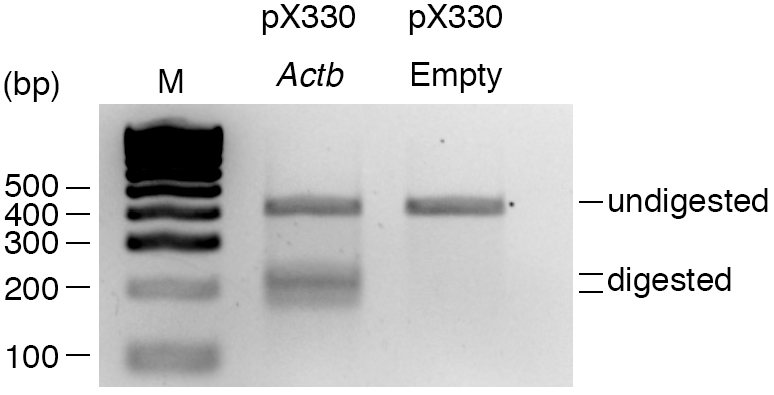 pX330 pX330
(bp) M Actb Empty
500
400
300
200
100
undigested
digested